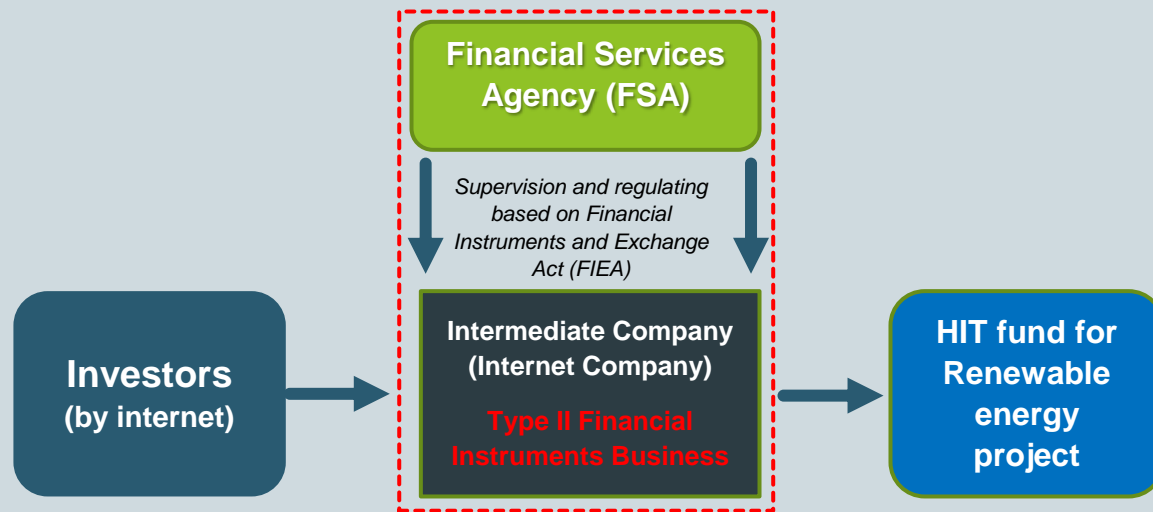 Financial Services
Agency (FSA)
Supervision and regulating
based on Financial
Instruments and Exchange
Act (FIEA)
Investors
(by internet)
Intermediate Company
(Internet Company)
Type II Financial
Instruments Business
HIT fund for
Renewable
energy
project